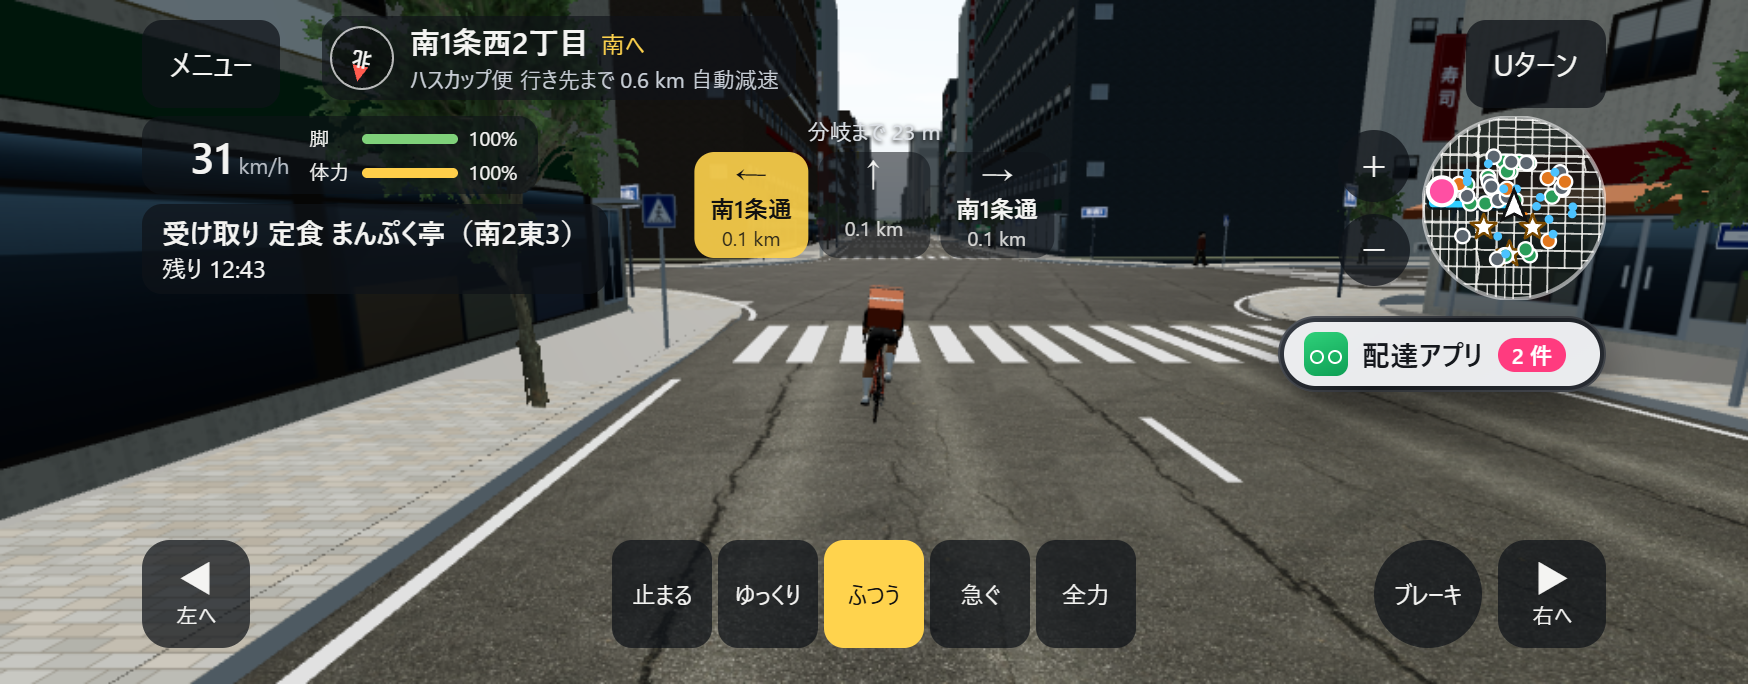 メニュー
北
南1条西2丁目 南へ
ハスカップ便 行き先まで 0.6 km 自動減速
Uターン
31 km/h
脚 100%
体力 100%
受け取り 定食 まんぷく亭（南2東3）
残り 12:43
分岐まで 23 m
← 南1条通 0.1 km
↑ 0.1 km
→ 南1条通 0.1 km
寿司
+
−
配達アプリ 2 件
◀ 左へ
止まる
ゆっくり
ふつう
急ぐ
全力
ブレーキ
▶ 右へ